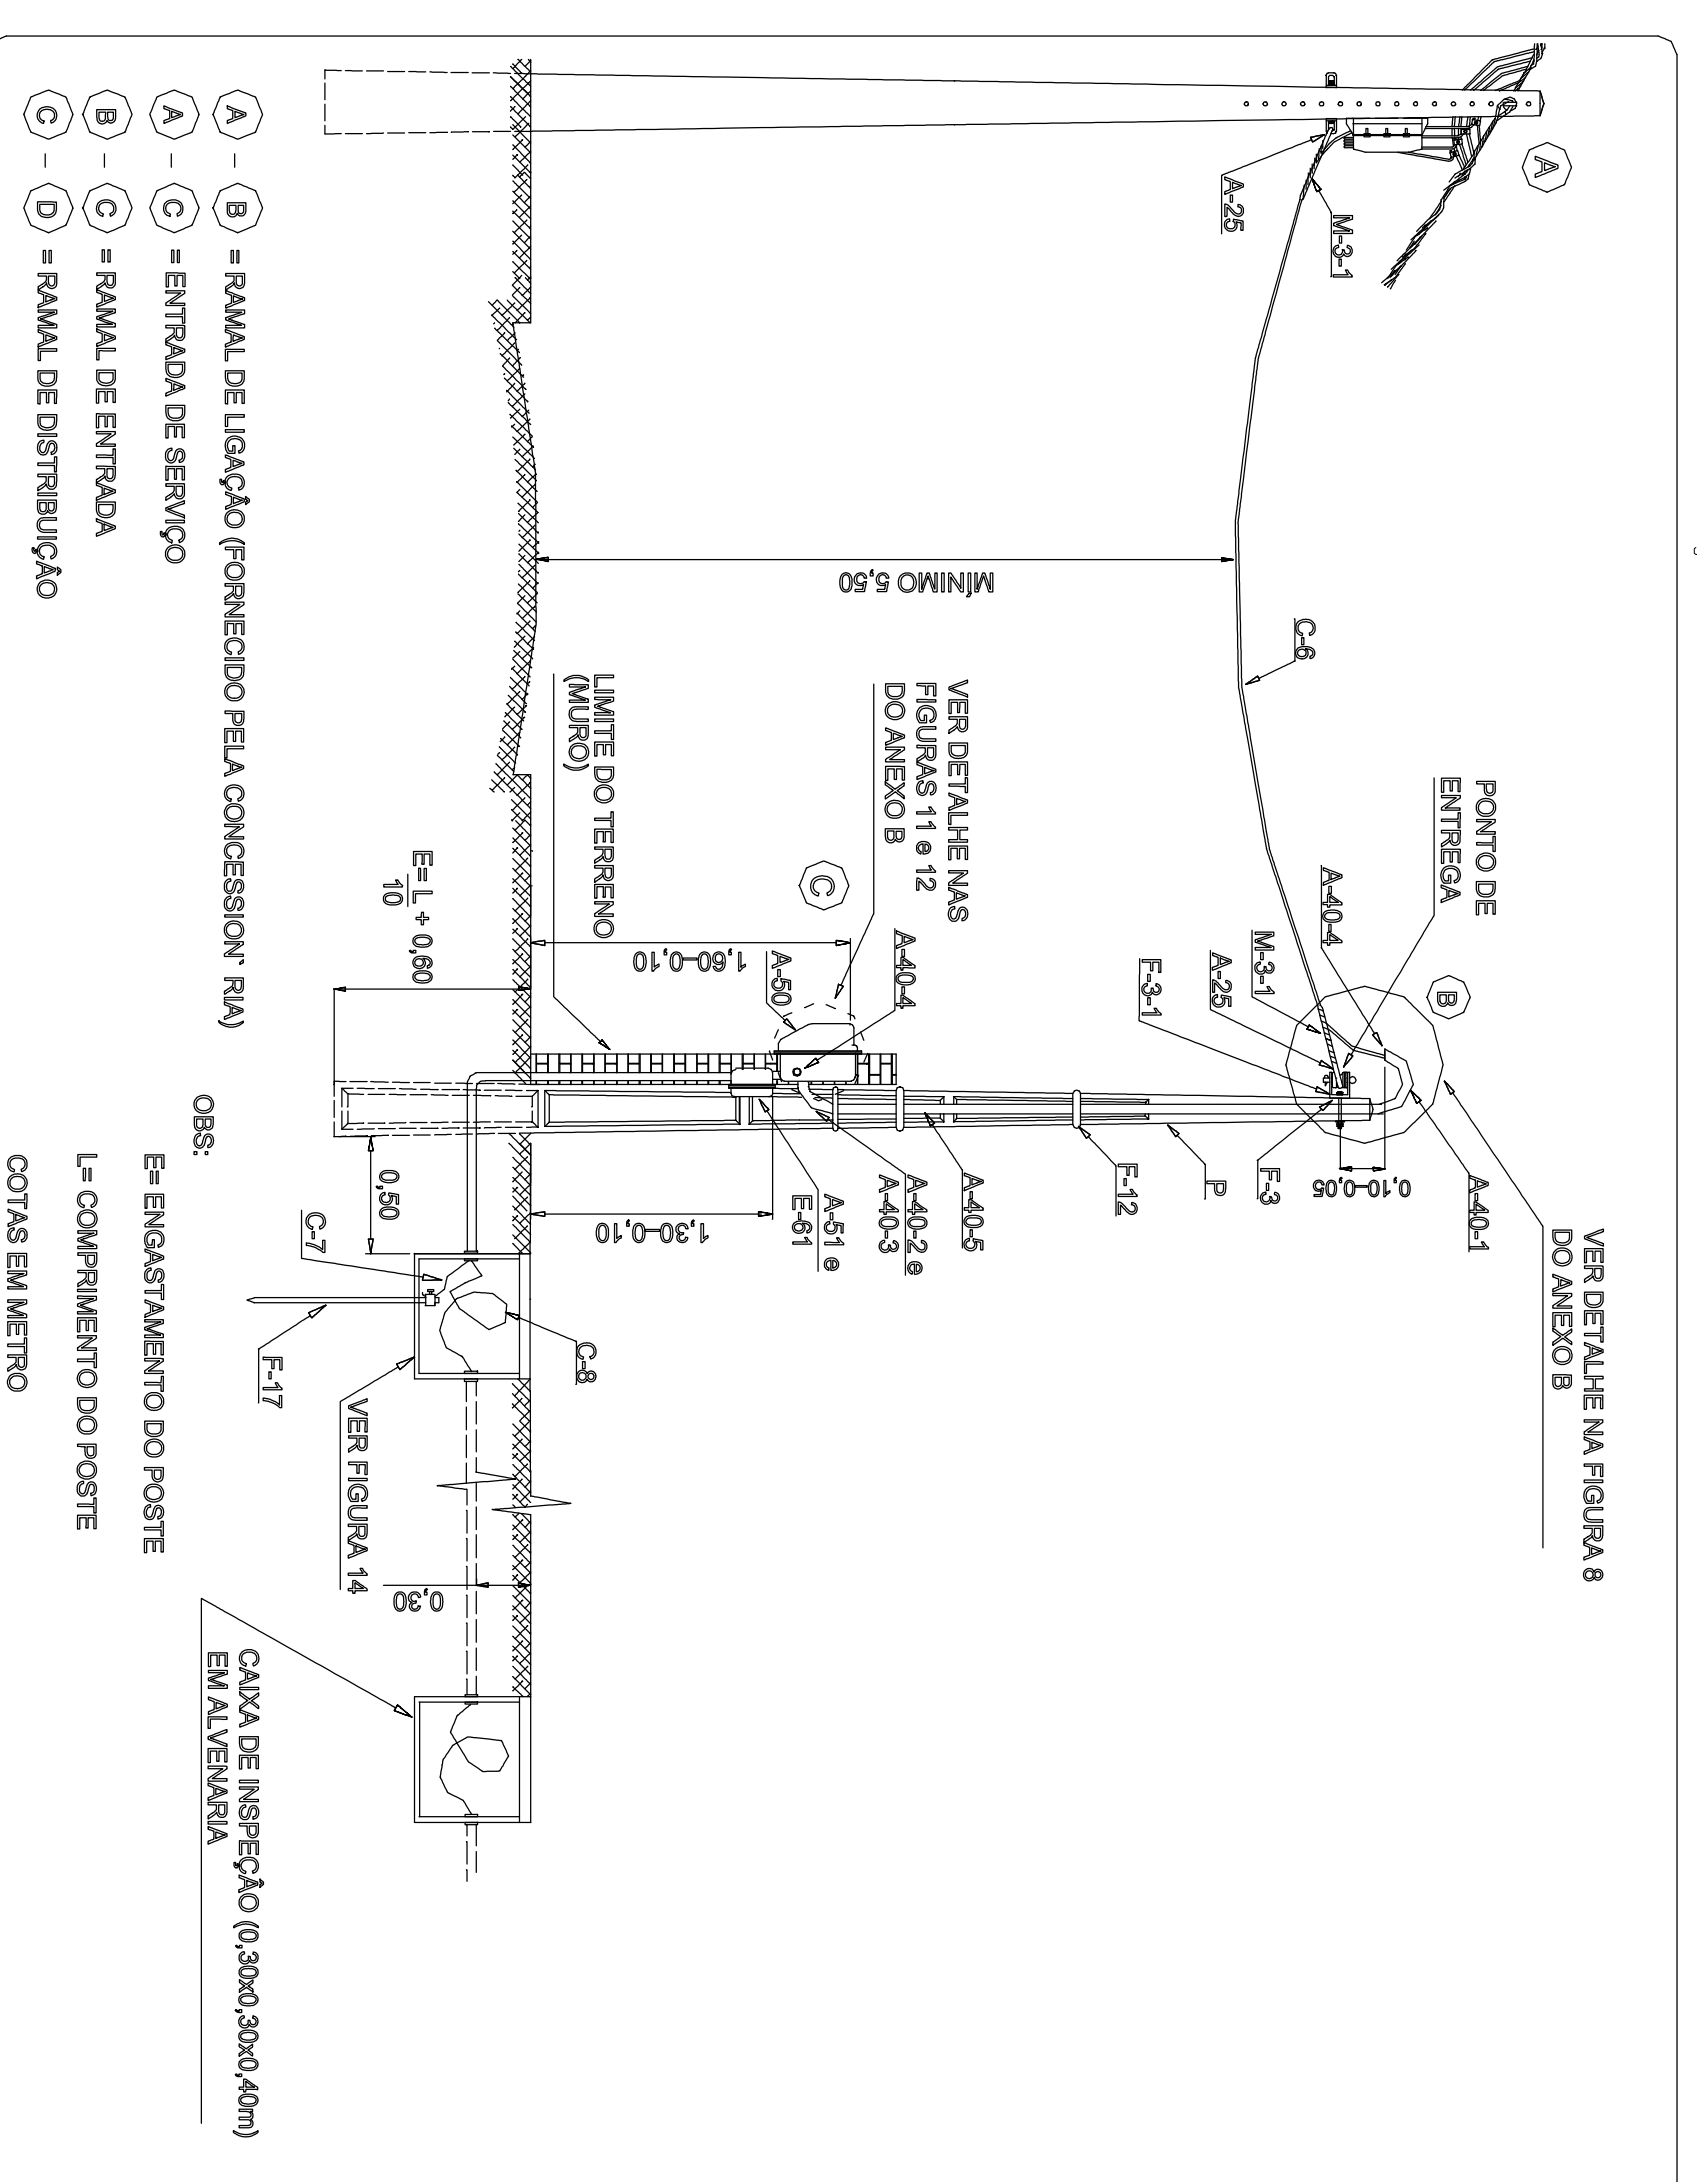 VER DETALHE NA FIGURA 8
DO ANEXO B
A
B
PONTO DE
ENTREGA
A-25
M-3-1
C-6
A-40-4
M-3-1
A-25
F-3-1
A-40-1
0,10-0,05
F-3
P
F-12
MÍNIMO 5,50
VER DETALHE NAS
FIGURAS 11 e 12
DO ANEXO B
C
A-40-4
A-50
1,60-0,10
A-40-5
A-40-2 e
A-40-3
A-51 e
E-61
1,30-0,10
LIMITE DO TERRENO
(MURO)
C-8
E= L + 0,60
10
0,50
C-7
F-17
VER FIGURA 14
0,30
CAIXA DE INSPEÇÃO (0,30x0,30x0,40m)
EM ALVENARIA
A - B = RAMAL DE LIGAÇÃO (FORNECIDO PELA CONCESSION` RIA)
A - C = ENTRADA DE SERVIÇO
B - C = RAMAL DE ENTRADA
C - D = RAMAL DE DISTRIBUIÇÃO
OBS:
E= ENGASTAMENTO DO POSTE
L= COMPRIMENTO DO POSTE
COTAS EM METRO